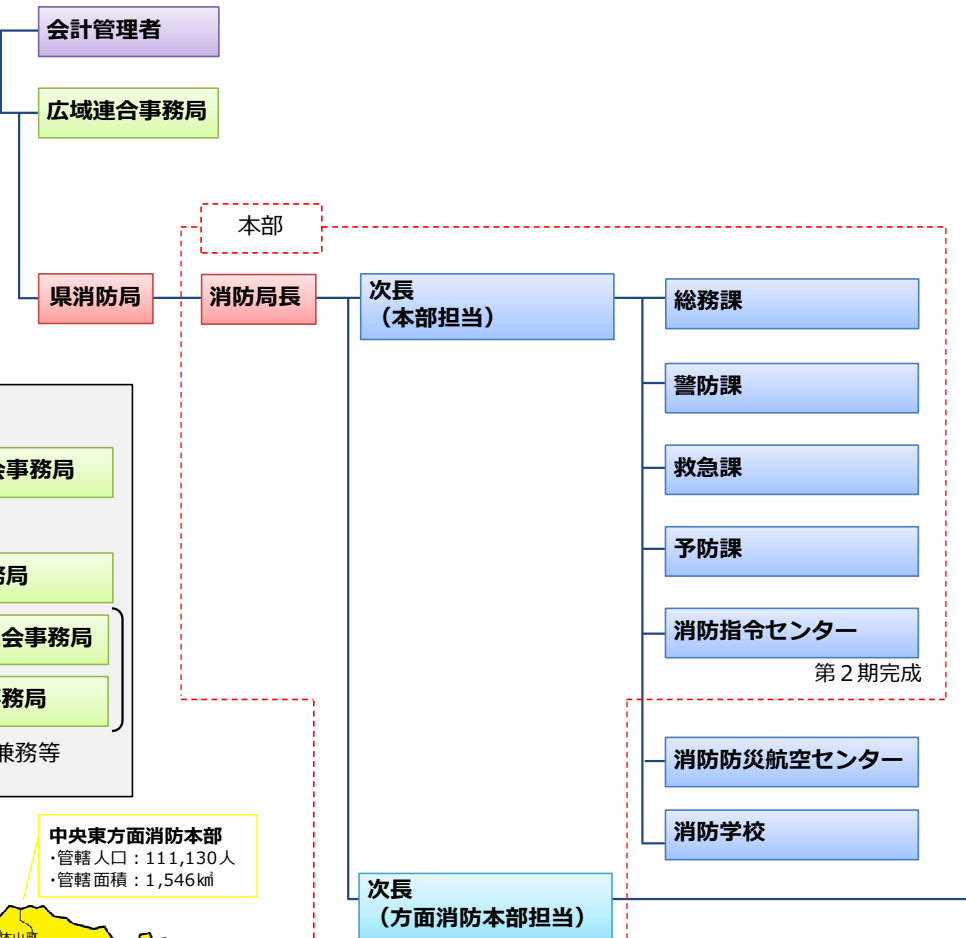 会計管理者
広域連合事務局
本部
県消防局
消防局長
次長
（本部担当）
総務課
警防課
救急課
予防課
消防指令センター
第２期完成
消防防災航空センター
消防学校
次長
（方面消防本部担当）
会事務局
務局
会事務局
務局
兼務等
中央東方面消防本部
・管轄人口：111,130人
・管轄面積：1,546㎢
本山町